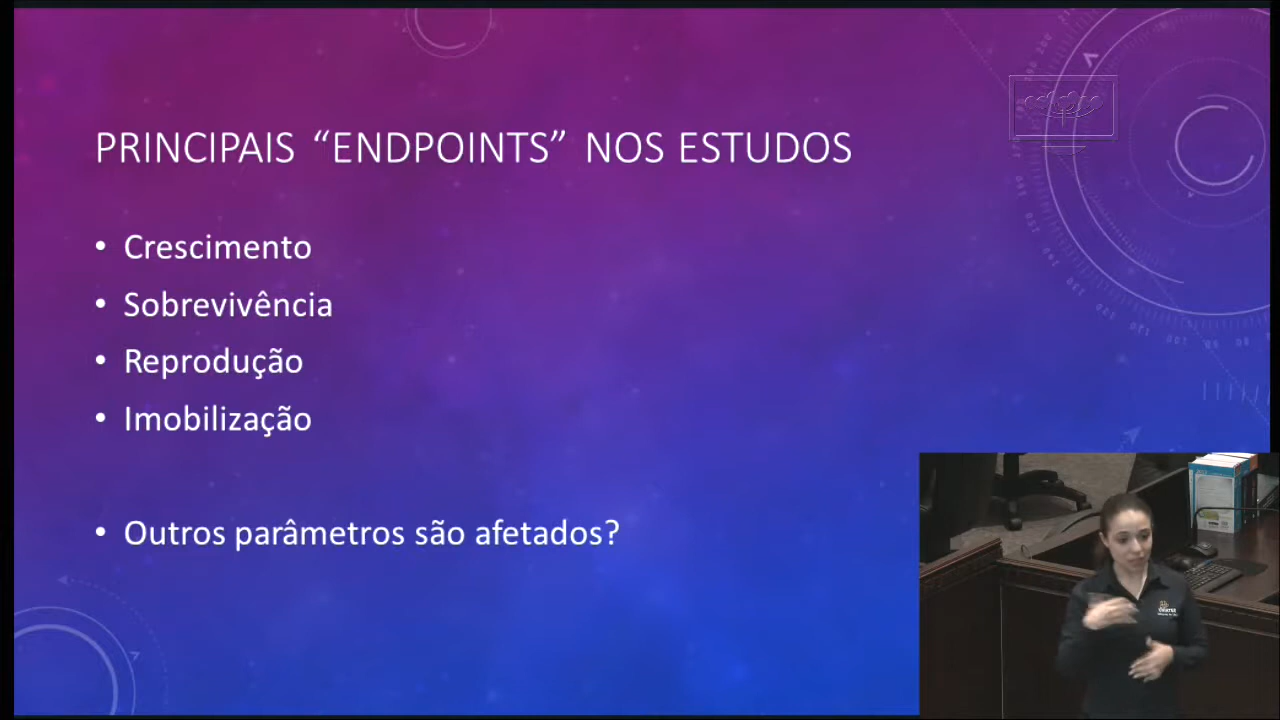 PRINCIPAIS “ENDPOINTS” NOS ESTUDOS
• Crescimento
• Sobrevivência
• Reprodução
• Imobilização
• Outros parâmetros são afetados?